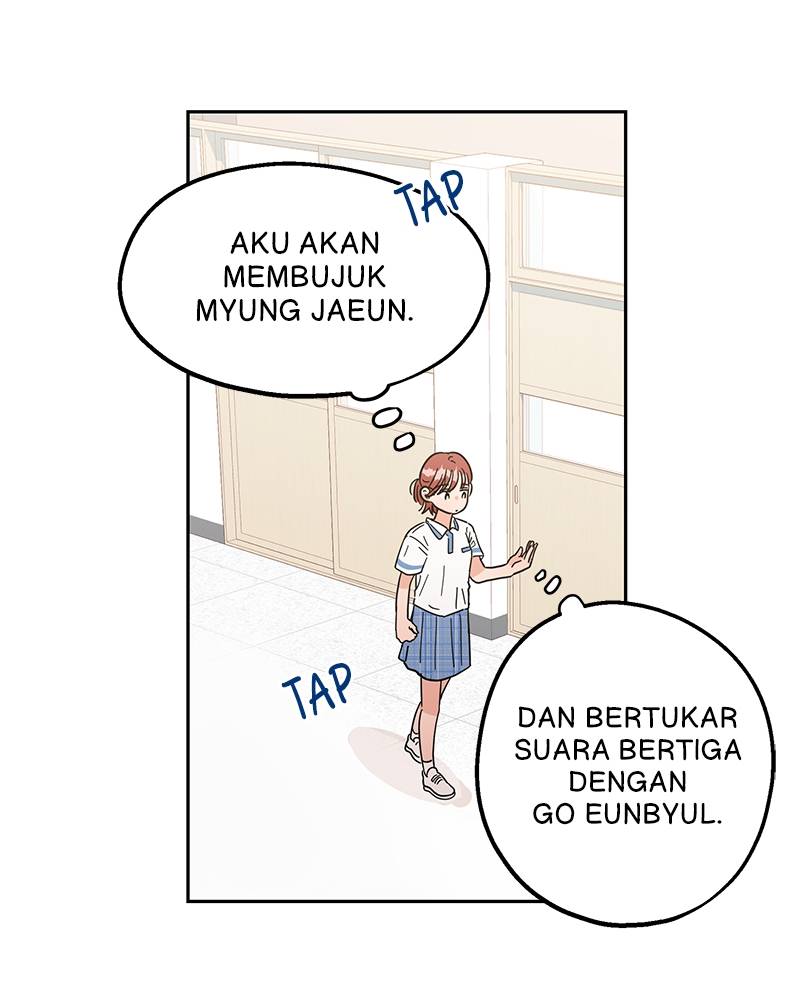 TAP
AKU AKAN
MEMBUJUK
MYUNG JAEUN.
TAP
DAN BERTUKAR
SUARA BERTIGA
DENGAN
GO EUNBYUL.